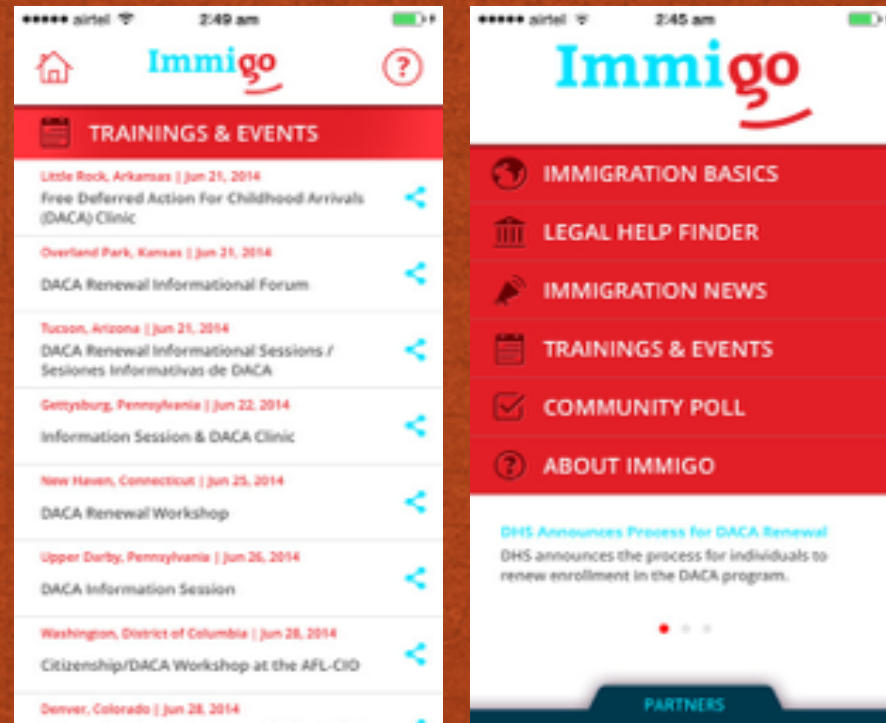 airtel 2:49 am
Immigo
?
TRAININGS & EVENTS
Little Rock, Arkansas | Jun 21, 2014
Free Deferred Action For Childhood Arrivals
(DACA) Clinic
Overland Park, Kansas | Jun 21, 2014
DACA Renewal Informational Forum
Tucson, Arizona | Jun 21, 2014
DACA Renewal Informational Sessions /
Sesiones Informativas de DACA
Gettysburg, Pennsylvania | Jun 22, 2014
Information Session & DACA Clinic
New Haven, Connecticut | Jun 25, 2014
DACA Renewal Workshop
Upper Darby, Pennsylvania | Jun 26, 2014
DACA Information Session
Washington, District of Columbia | Jun 28, 2014
Citizenship/DACA Workshop at the AFL-CIO
Denver, Colorado | Jun 28, 2014
airtel 2:45 am
Immigo
IMMIGRATION BASICS
LEGAL HELP FINDER
IMMIGRATION NEWS
TRAININGS & EVENTS
COMMUNITY POLL
? ABOUT IMMIGO
DHS Announces Process for DACA Renewal
DHS announces the process for individuals to
renew enrollment in the DACA program.
PARTNERS